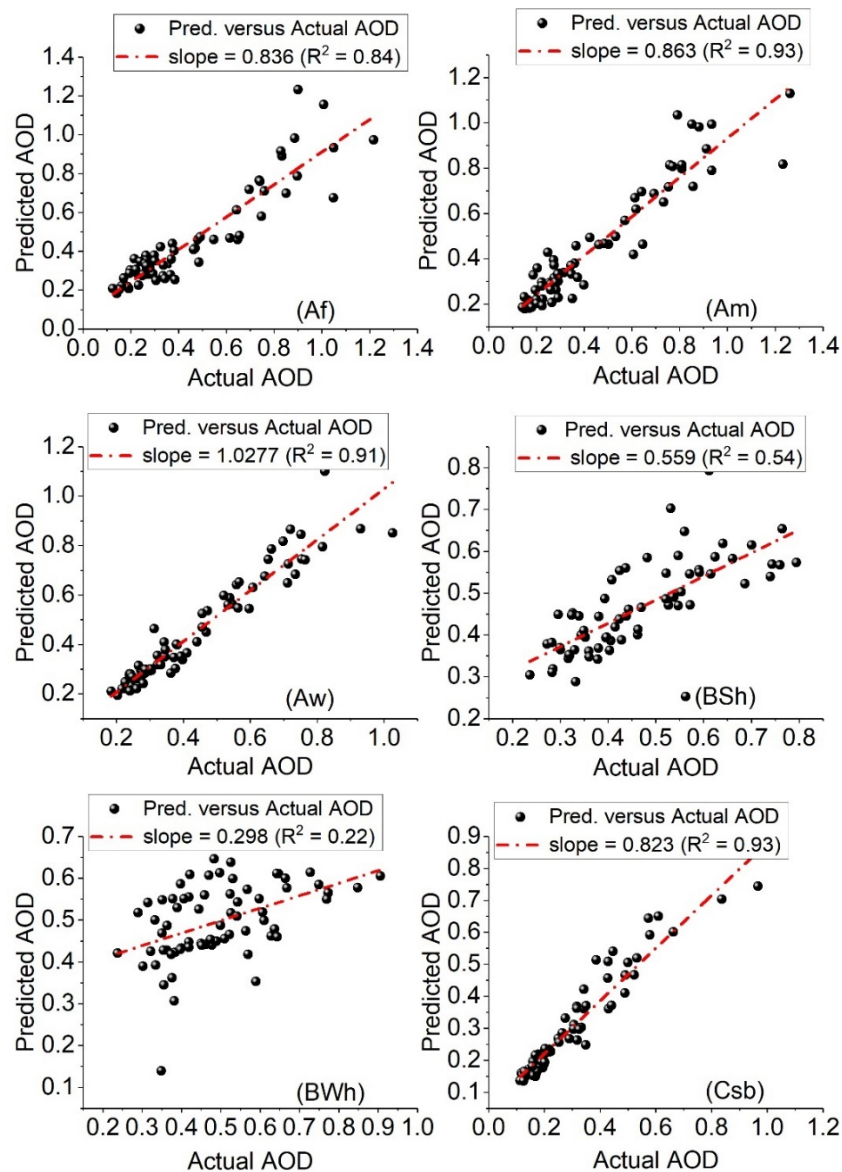 Pred. versus Actual AOD
slope = 0.836 (R² = 0.84)
1.4
1.2
1.0
0.8
0.6
0.4
0.2
0.0
Predicted AOD
(Af)
0.0 0.2 0.4 0.6 0.8 1.0 1.2 1.4
Actual AOD
Pred. versus Actual AOD
slope = 0.863 (R² = 0.93)
1.2
1.0
0.8
0.6
0.4
0.2
Predicted AOD
(Am)
0.0 0.2 0.4 0.6 0.8 1.0 1.2 1.4
Actual AOD
Pred. versus Actual AOD
slope = 1.0277 (R² = 0.91)
1.2
1.0
0.8
0.6
0.4
0.2
Predicted AOD
(Aw)
0.2 0.4 0.6 0.8 1.0
Actual AOD
Pred. versus Actual AOD
slope = 0.559 (R² = 0.54)
0.8
0.7
0.6
0.5
0.4
0.3
0.2
Predicted AOD
(BSh)
0.2 0.3 0.4 0.5 0.6 0.7 0.8
Actual AOD
Pred. versus Actual AOD
slope = 0.298 (R² = 0.22)
0.7
0.6
0.5
0.4
0.3
0.2
0.1
Predicted AOD
(BWh)
0.2 0.3 0.4 0.5 0.6 0.7 0.8 0.9 1.0
Actual AOD
Pred. versus Actual AOD
slope = 0.823 (R² = 0.93)
0.9
0.8
0.7
0.6
0.5
0.4
0.3
0.2
0.1
Predicted AOD
(Csb)
0.0 0.2 0.4 0.6 0.8 1.0 1.2
Actual AOD